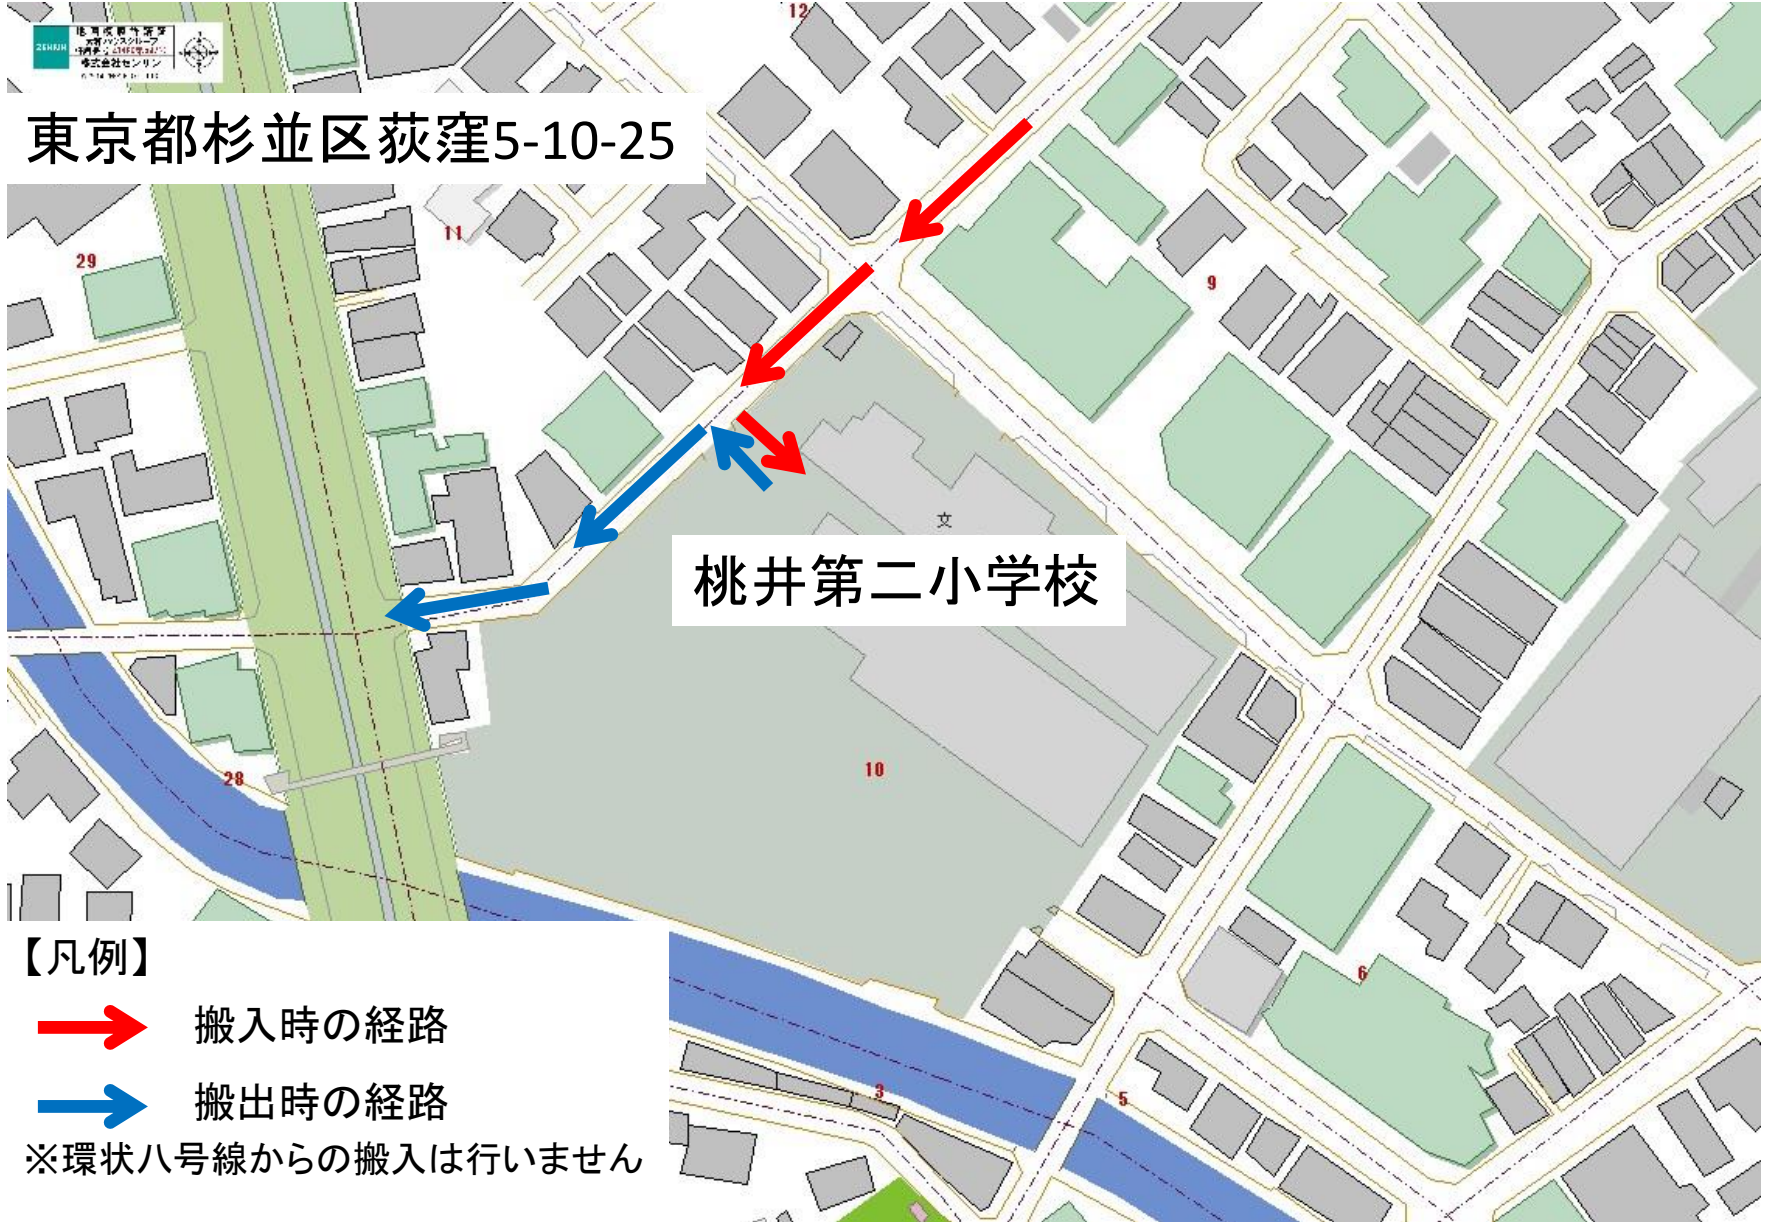 12
ZENRIN
株式会社センリン
東京都杉並区荻窪5-10-25
11
29
9
文
桃井第二小学校
10
28
6
【凡例】
搬入時の経路
搬出時の経路
3
5
※環状八号線からの搬入は行いません